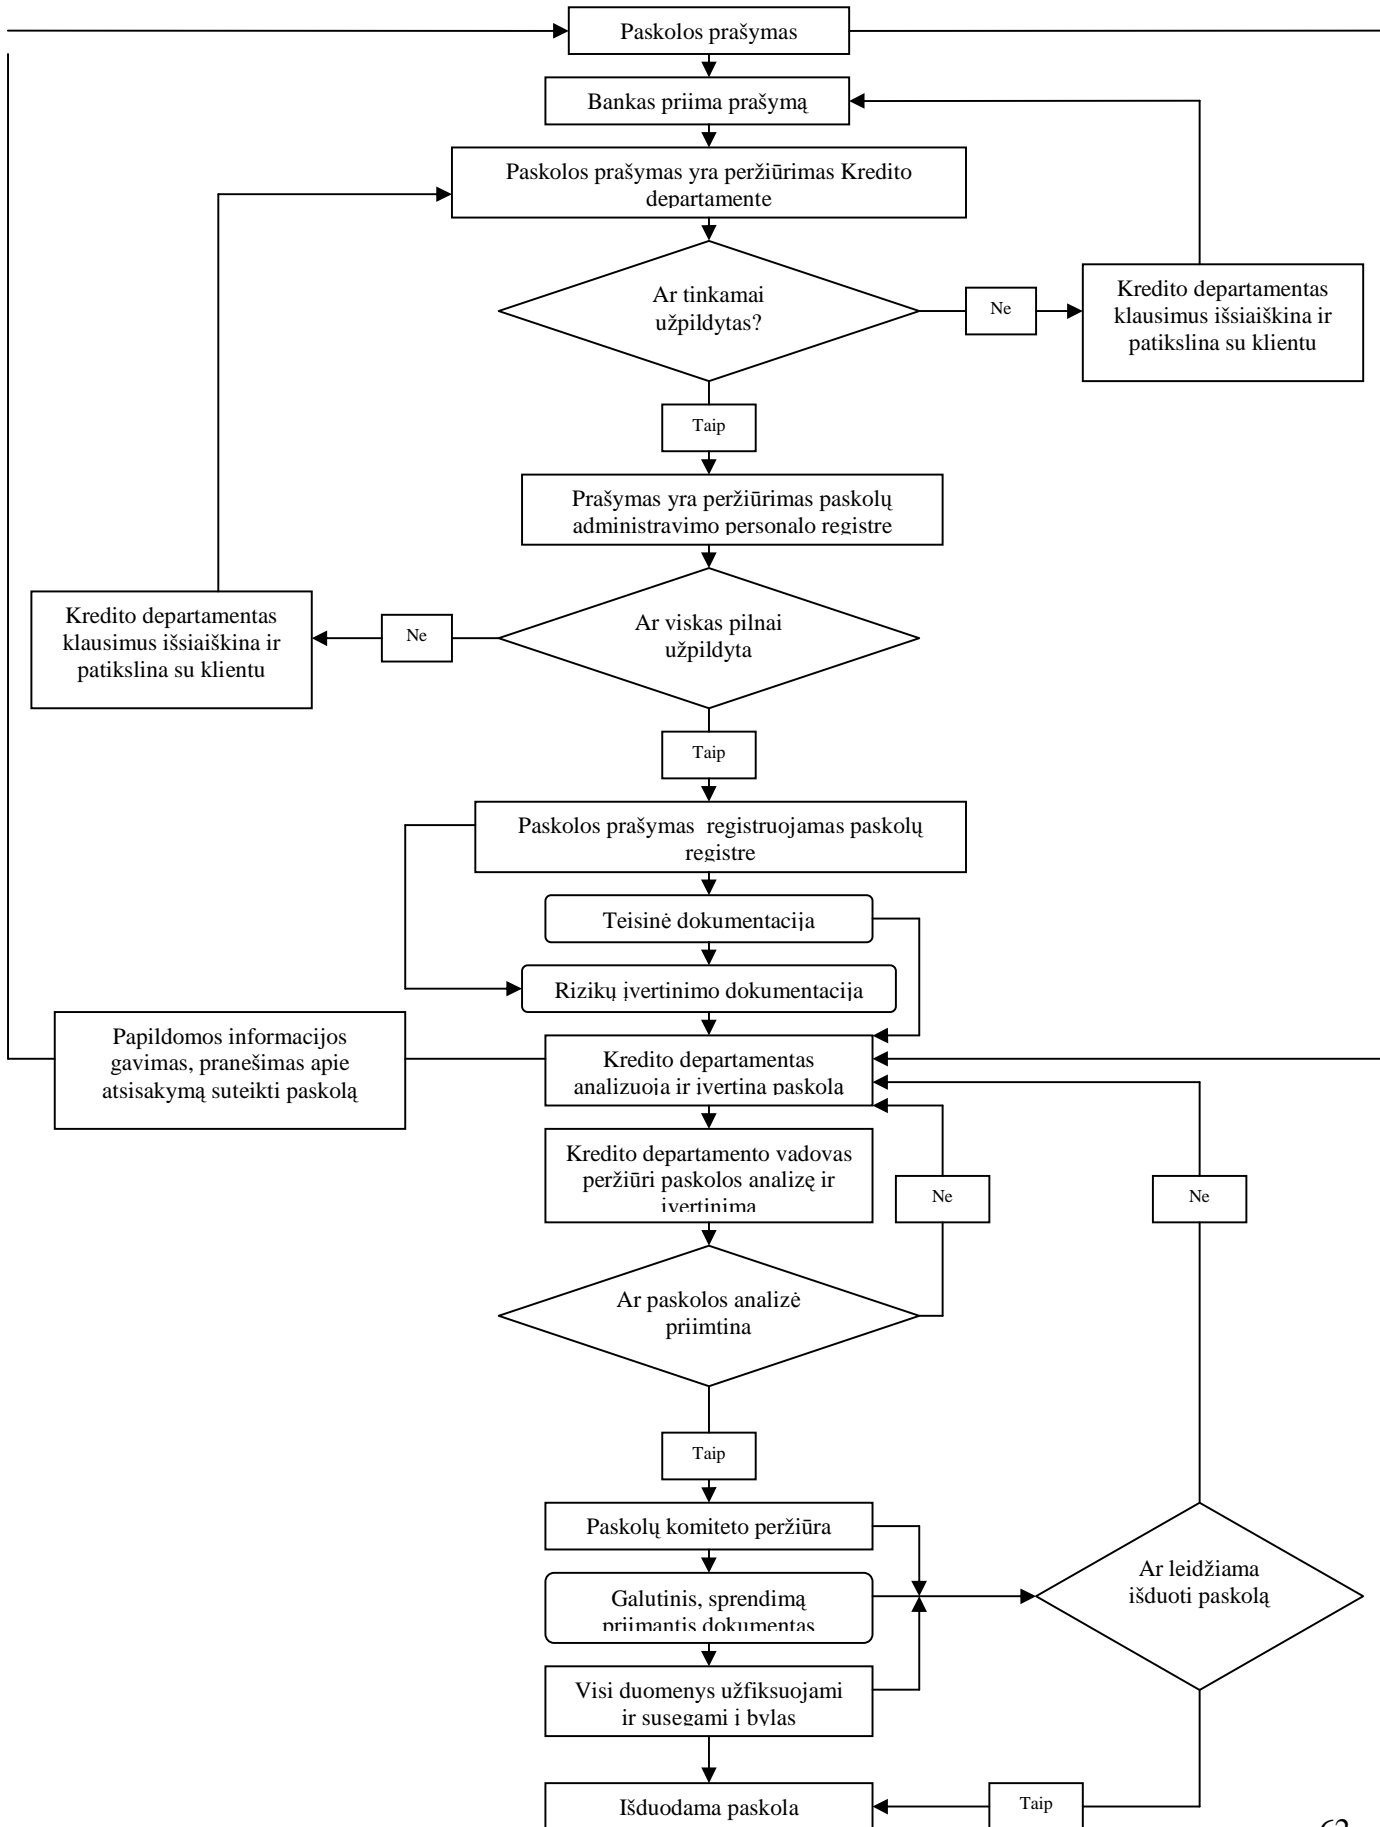 Paskolos prašymas
Bankas priima prašymą
Paskolos prašymas yra peržiūrimas Kredito
departamente
Ar tinkamai
užpildytas?
Ne
Kredito departamentas
klausimus išsiaiškina ir
patikslina su klientu
Taip
Prašymas yra peržiūrimas paskolų
administravimo personalo registre
Kredito departamentas
klausimus išsiaiškina ir
patikslina su klientu
Ne
Ar viskas pilnai
užpildyta
Taip
Paskolos prašymas registruojamas paskolų
registre
Teisinė dokumentacija
Rizikų įvertinimo dokumentacija
Papildomos informacijos
gavimas, pranešimas apie
atsisakymą suteikti paskolą
Kredito departamentas
analizuoja ir įvertina paskolą
Kredito departamento vadovas
peržiūri paskolos analizę ir
įvertinimą
Ne
Ne
Ar paskolos analizė
priimtina
Taip
Paskolų komiteto peržiūra
Galutinis, sprendimą
priimantis dokumentas
Ar leidžiama
išduoti paskolą
Visi duomenys užfiksuojami
ir susegami į bylas
Išduodama paskola
Taip